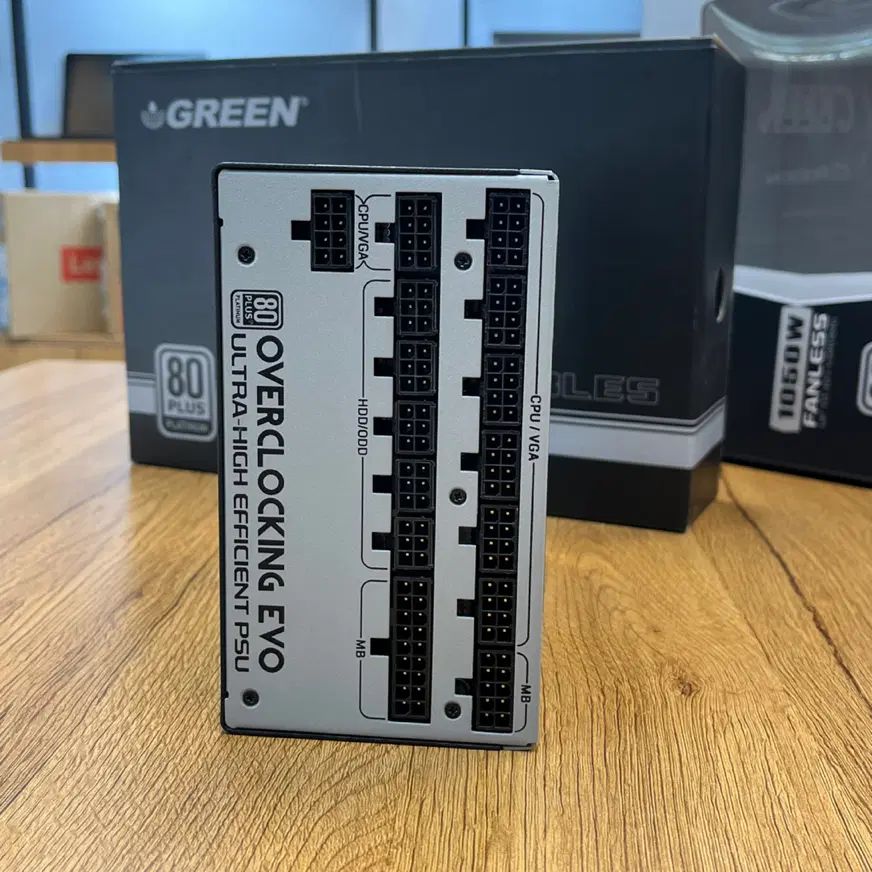 GREEN
80
PLUS
PLATINUM
80
PLUS
PLATINUM
OVERCLOCKING EVO
ULTRA-HIGH EFFICIENT PSU
CPU/VGA
HDD/ODD
MB
CPU / VGA
MB
1050W
FANLESS